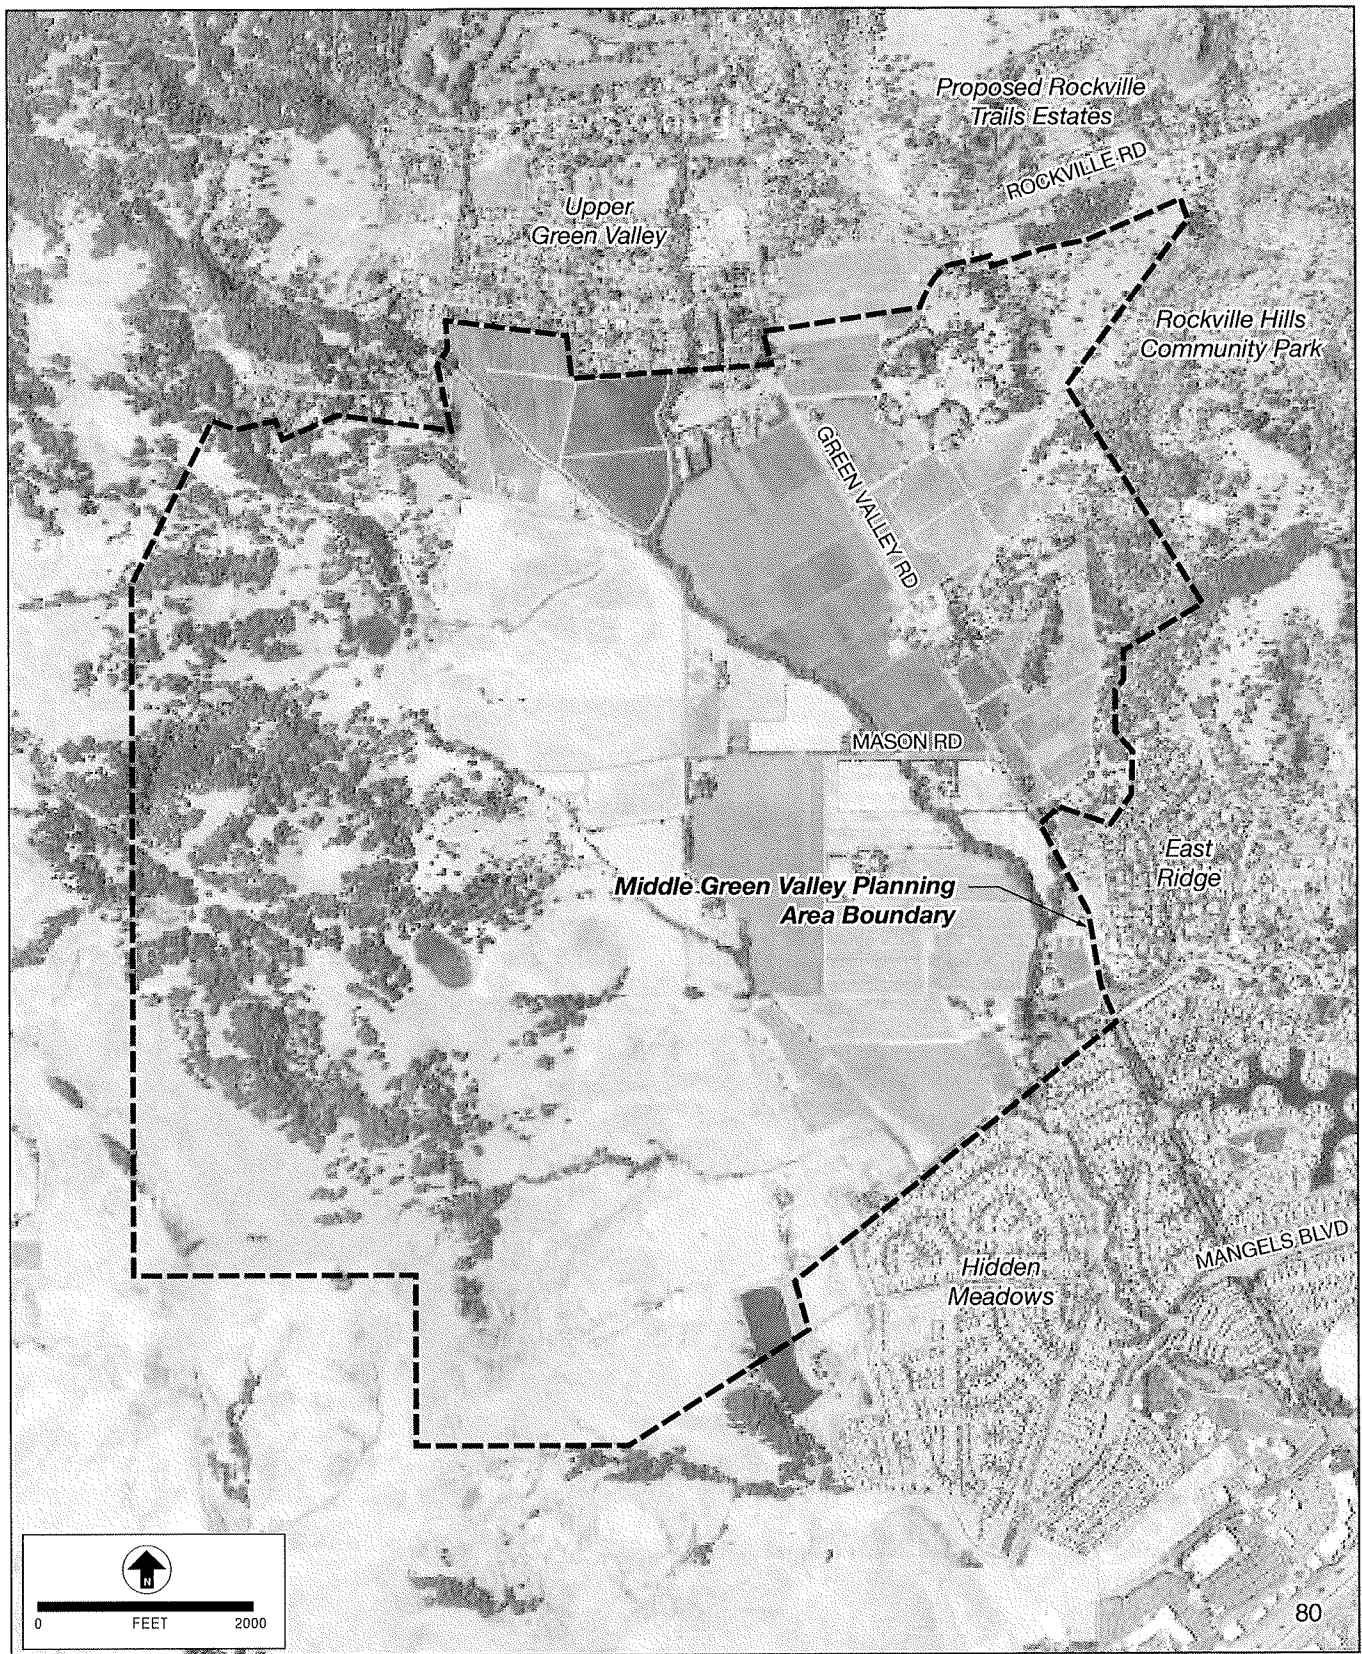 Proposed Rockville
Trails Estates
ROCKVILLE RD
Upper
Green Valley
Rockville Hills
Community Park
GREEN VALLEY RD
MASON RD
East
Ridge
Middle Green Valley Planning
Area Boundary
MANGELS BLVD
Hidden
Meadows
N
0 FEET 2000
80